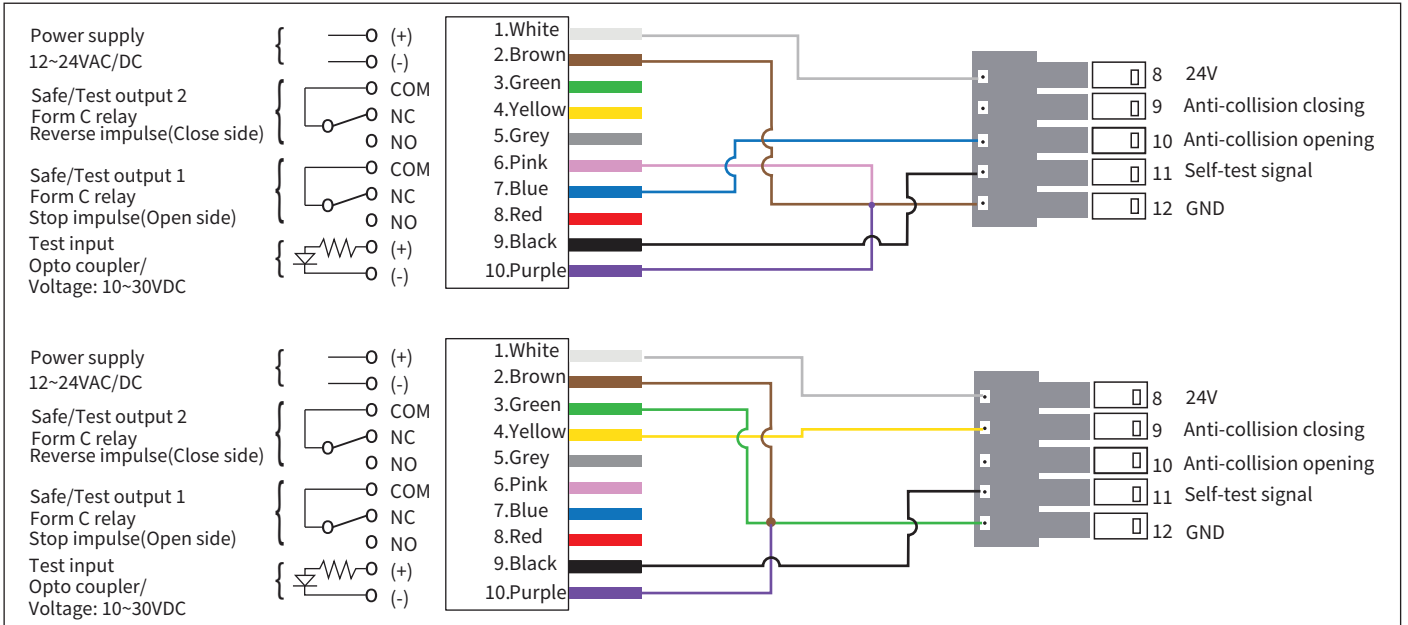 Power supply
12~24VAC/DC
Safe/Test output 2
Form C relay
Reverse impulse(Close side)
Safe/Test output 1
Form C relay
Stop impulse(Open side)
Test input
Opto coupler/
Voltage: 10~30VDC
(+)
(-)
COM
NC
NO
COM
NC
NO
(+)
(-)
1.White
2.Brown
3.Green
4.Yellow
5.Grey
6.Pink
7.Blue
8.Red
9.Black
10.Purple
8 24V
9 Anti-collision closing
10 Anti-collision opening
11 Self-test signal
12 GND
Power supply
12~24VAC/DC
Safe/Test output 2
Form C relay
Reverse impulse(Close side)
Safe/Test output 1
Form C relay
Stop impulse(Open side)
Test input
Opto coupler/
Voltage: 10~30VDC
(+)
(-)
COM
NC
NO
COM
NC
NO
(+)
(-)
1.White
2.Brown
3.Green
4.Yellow
5.Grey
6.Pink
7.Blue
8.Red
9.Black
10.Purple
8 24V
9 Anti-collision closing
10 Anti-collision opening
11 Self-test signal
12 GND